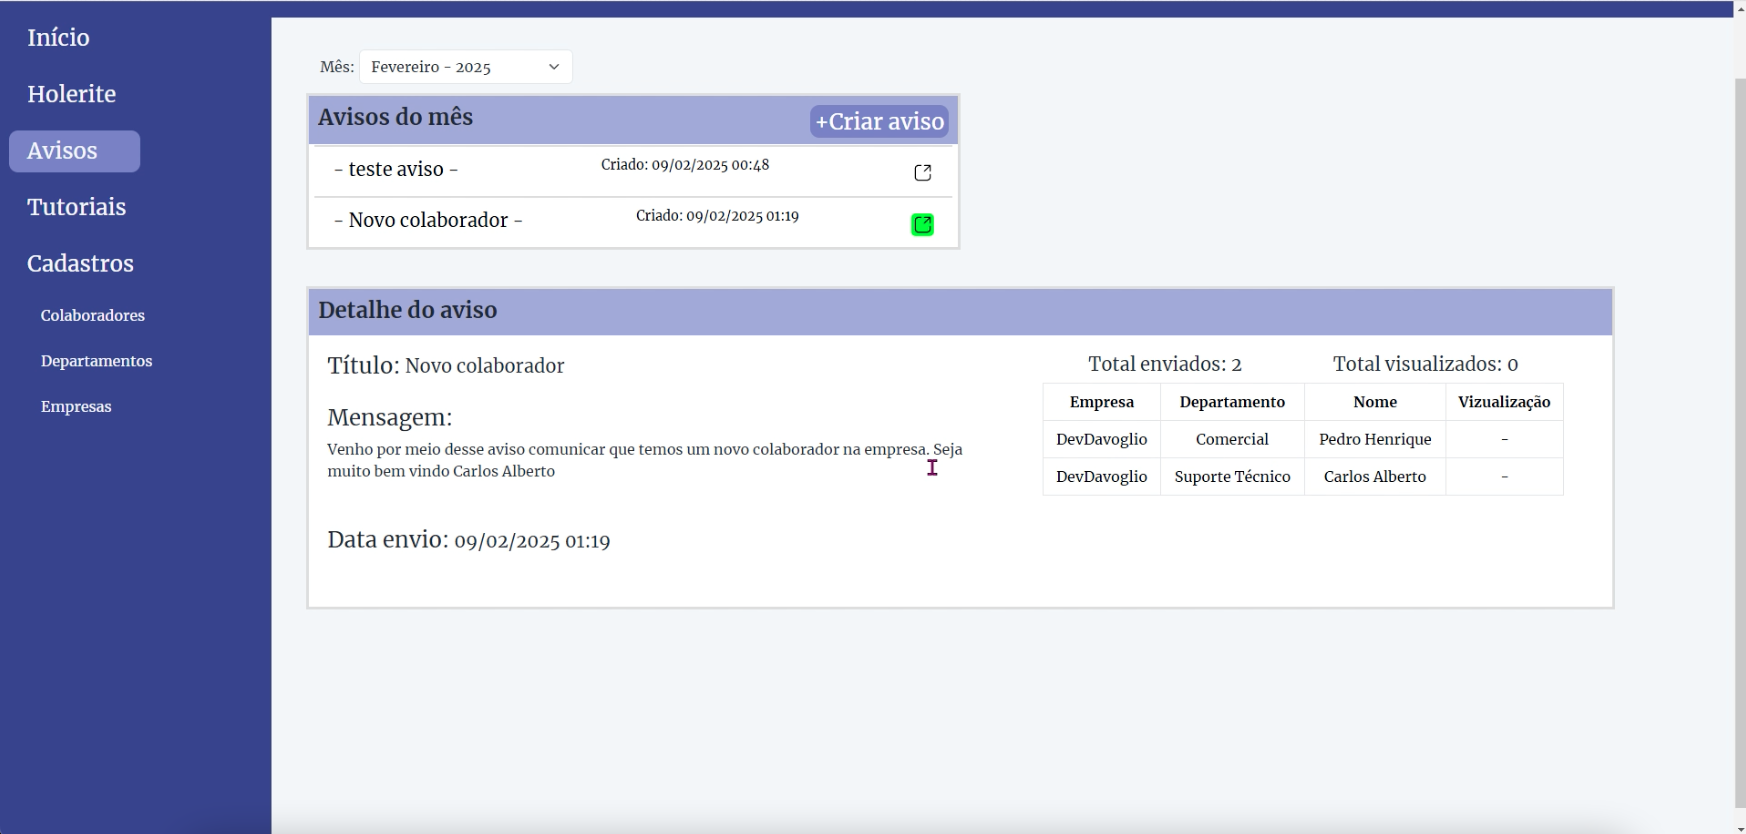 Início
Holerite
Avisos
Tutoriais
Cadastros
Colaboradores
Departamentos
Empresas
Mês: Fevereiro - 2025
Avisos do mês +Criar aviso
- teste aviso - Criado: 09/02/2025 00:48
- Novo colaborador - Criado: 09/02/2025 01:19
Detalhe do aviso
Título: Novo colaborador
Mensagem:
Venho por meio desse aviso comunicar que temos um novo colaborador na empresa. Seja
muito bem vindo Carlos Alberto
Data envio: 09/02/2025 01:19
Total enviados: 2 Total visualizados: 0
Empresa Departamento Nome Vizualização
DevDavoglio Comercial Pedro Henrique -
DevDavoglio Suporte Técnico Carlos Alberto -